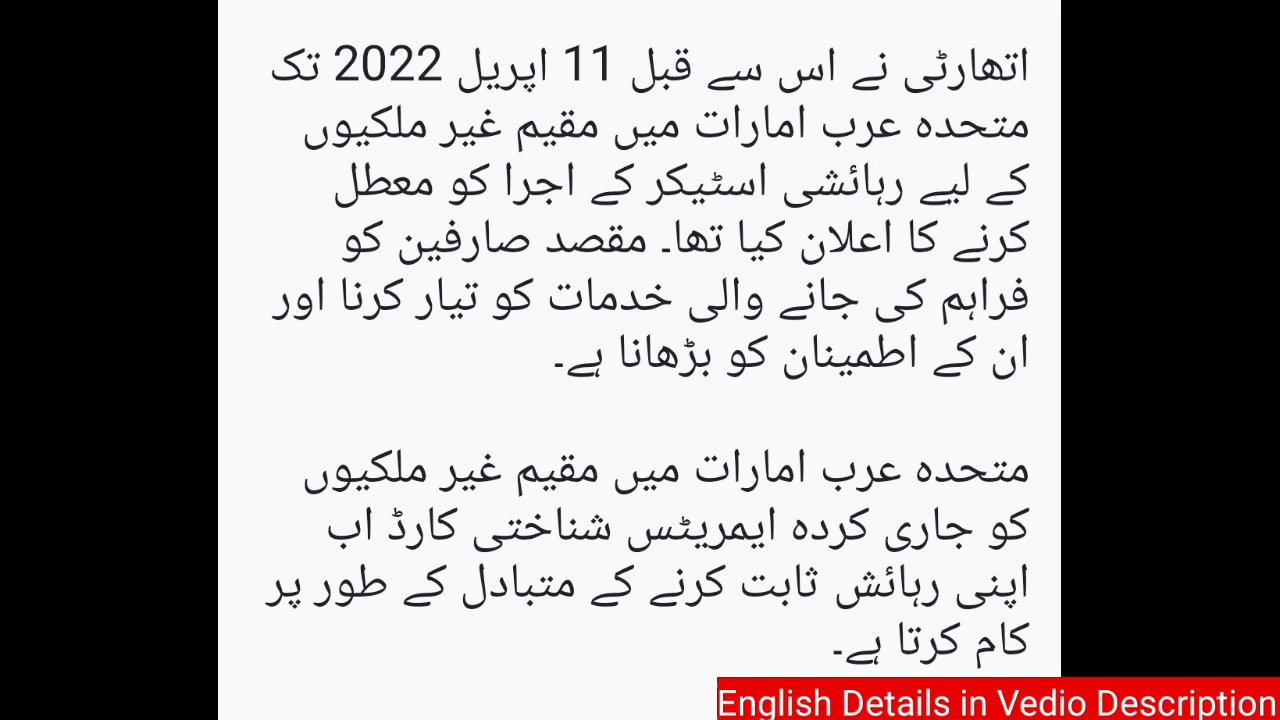 اتھارٹی نے اس سے قبل 11 اپریل 2022 تک
متحدہ عرب امارات میں مقیم غیر ملکیوں
کے لیے رہائشی اسٹیکر کے اجرا کو معطل
کرنے کا اعلان کیا تھا۔ مقصد صارفین کو
فراہم کی جانے والی خدمات کو تیار کرنا اور
ان کے اطمینان کو بڑھانا ہے۔
متحدہ عرب امارات میں مقیم غیر ملکیوں
کو جاری کردہ ایمریٹس شناختی کارڈ اب
اپنی رہائش ثابت کرنے کے متبادل کے طور پر
کام کرتا ہے۔
English Details in Vedio Description